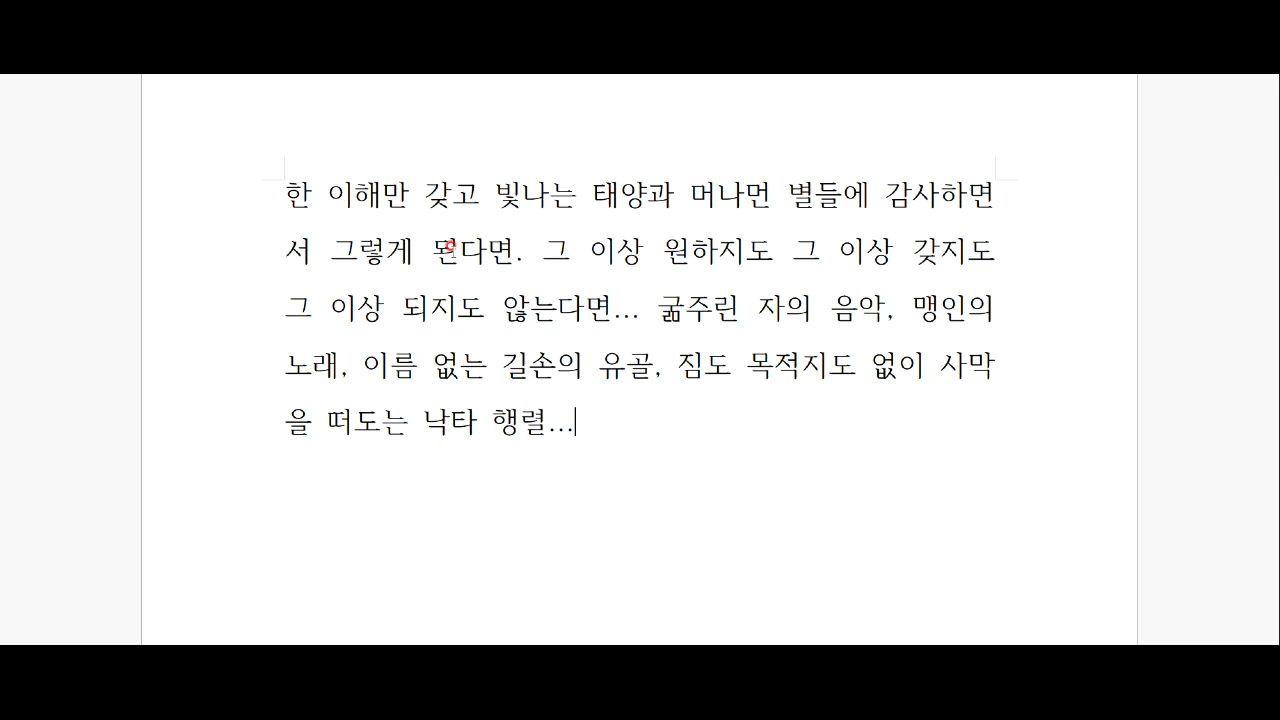 한 이해만 갖고 빛나는 태양과 머나먼 별들에 감사하면
서 그렇게 된다면. 그 이상 원하지도 그 이상 갖지도
그 이상 되지도 않는다면... 굶주린 자의 음악, 맹인의
노래, 이름 없는 길손의 유골, 짐도 목적지도 없이 사막
을 떠도는 낙타 행렬...